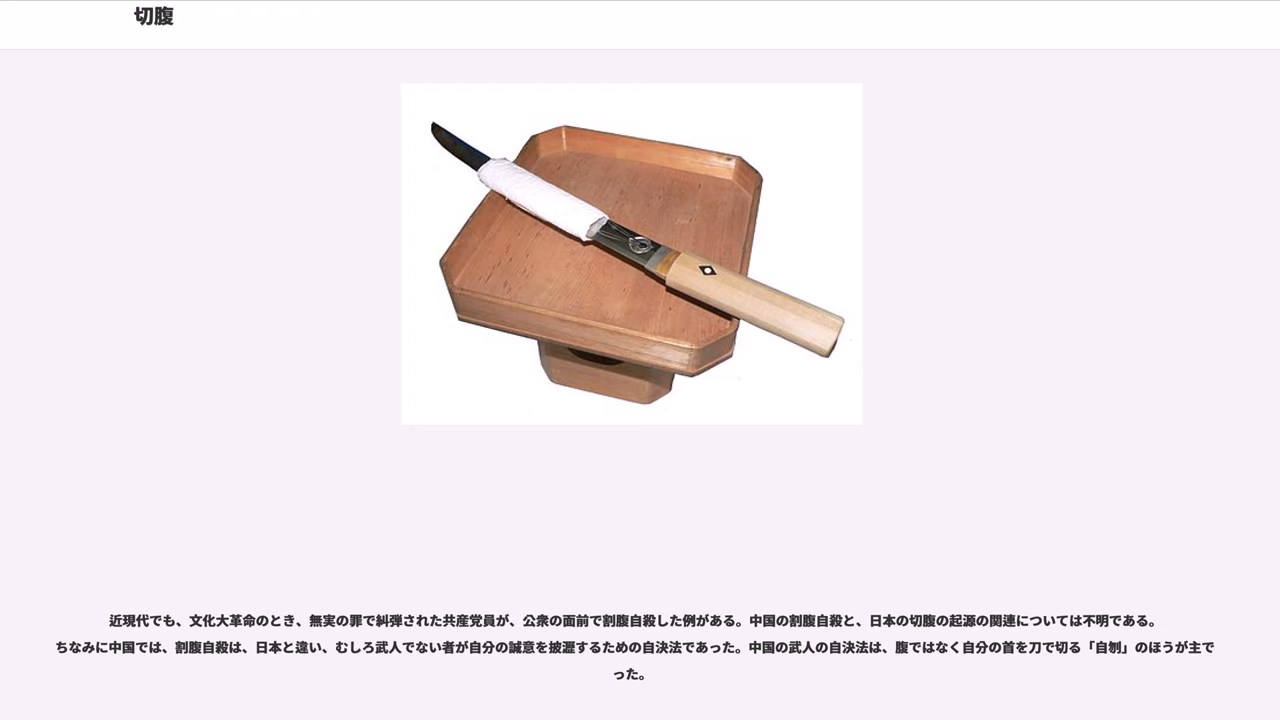 切腹
近現代でも、文化大革命のとき、無実の罪で糾弾された共産党員が、公衆の面前で割腹自殺した例がある。中国の割腹自殺と、日本の切腹の起源の関連については不明である。
ちなみに中国では、割腹自殺は、日本と違い、むしろ武人でない者が自分の誠意を披瀝するための自決法であった。中国の武人の自決法は、腹ではなく自分の首を刀で切る「自刎」のほうが主で
った。